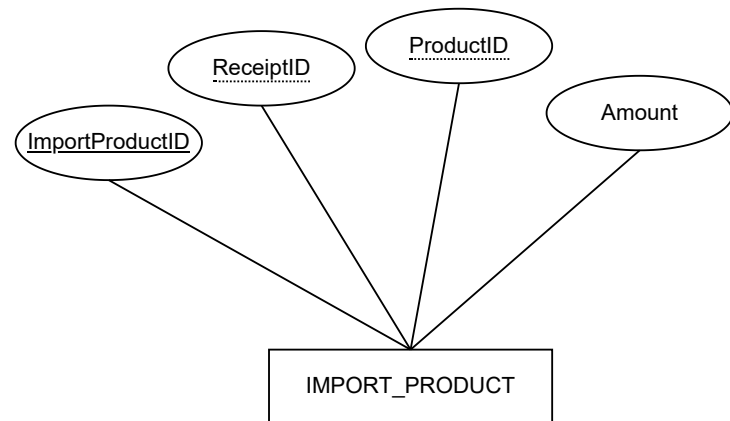 ProductID
ReceiptID
Amount
ImportProductID
IMPORT_PRODUCT